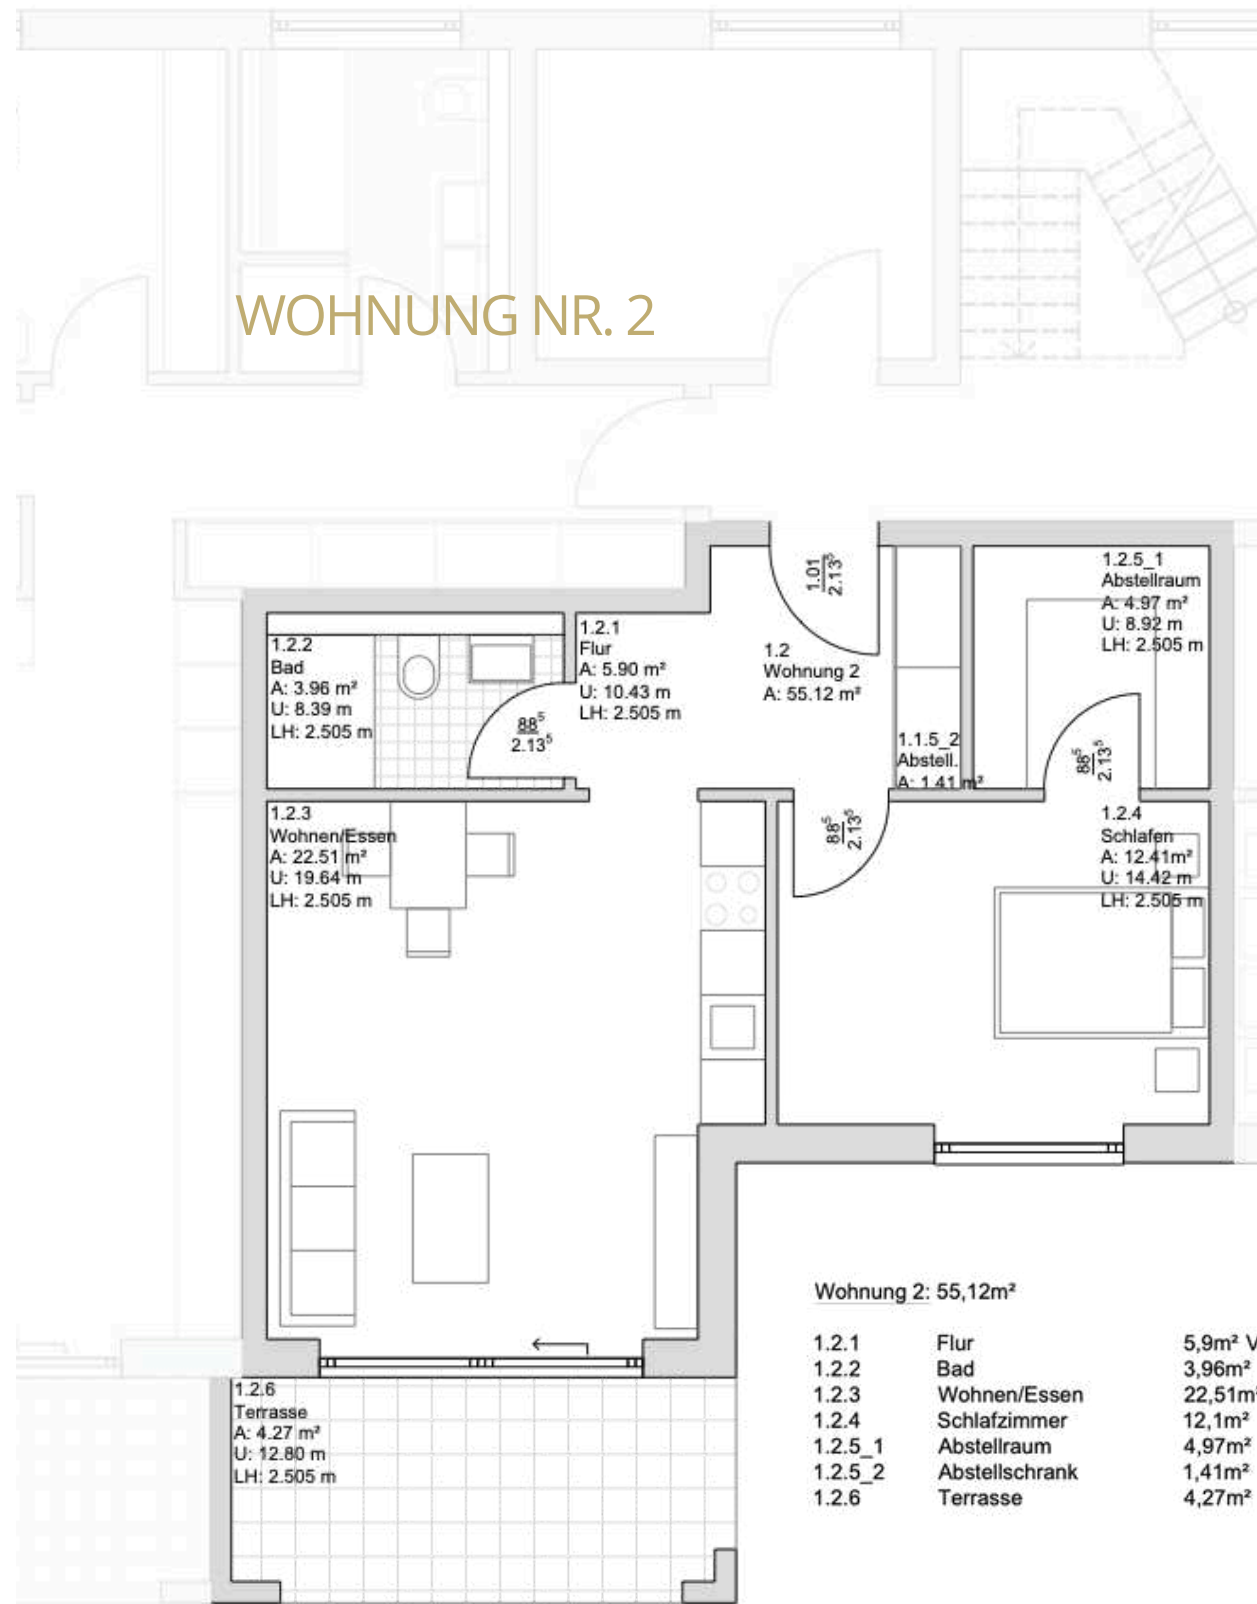 WOHNUNG NR. 2
1.01
2.13⁵
1.2.5_1
Abstellraum
A: 4.97 m²
U: 8.92 m
LH: 2.505 m
1.2.1
Flur
A: 5.90 m²
U: 10.43 m
LH: 2.505 m
1.2.2
Bad
A: 3.96 m²
U: 8.39 m
LH: 2.505 m
1.2
Wohnung 2
A: 55.12 m²
88⁵
2.13⁵
1.1.5_2
Abstell.
A: 1.41 m²
88⁵
2.13⁵
88⁵
2.13⁵
1.2.3
Wohnen/Essen
A: 22.51 m²
U: 19.64 m
LH: 2.505 m
1.2.4
Schlafen
A: 12.41m²
U: 14.42 m
LH: 2.505 m
Wohnung 2: 55,12m²
1.2.1 Flur 5,9m² V
1.2.2 Bad 3,96m²
1.2.3 Wohnen/Essen 22,51m²
1.2.4 Schlafzimmer 12,1m²
1.2.5_1 Abstellraum 4,97m²
1.2.5_2 Abstellschrank 1,41m²
1.2.6 Terrasse 4,27m²
1.2.6
Terrasse
A: 4.27 m²
U: 12.80 m
LH: 2.505 m